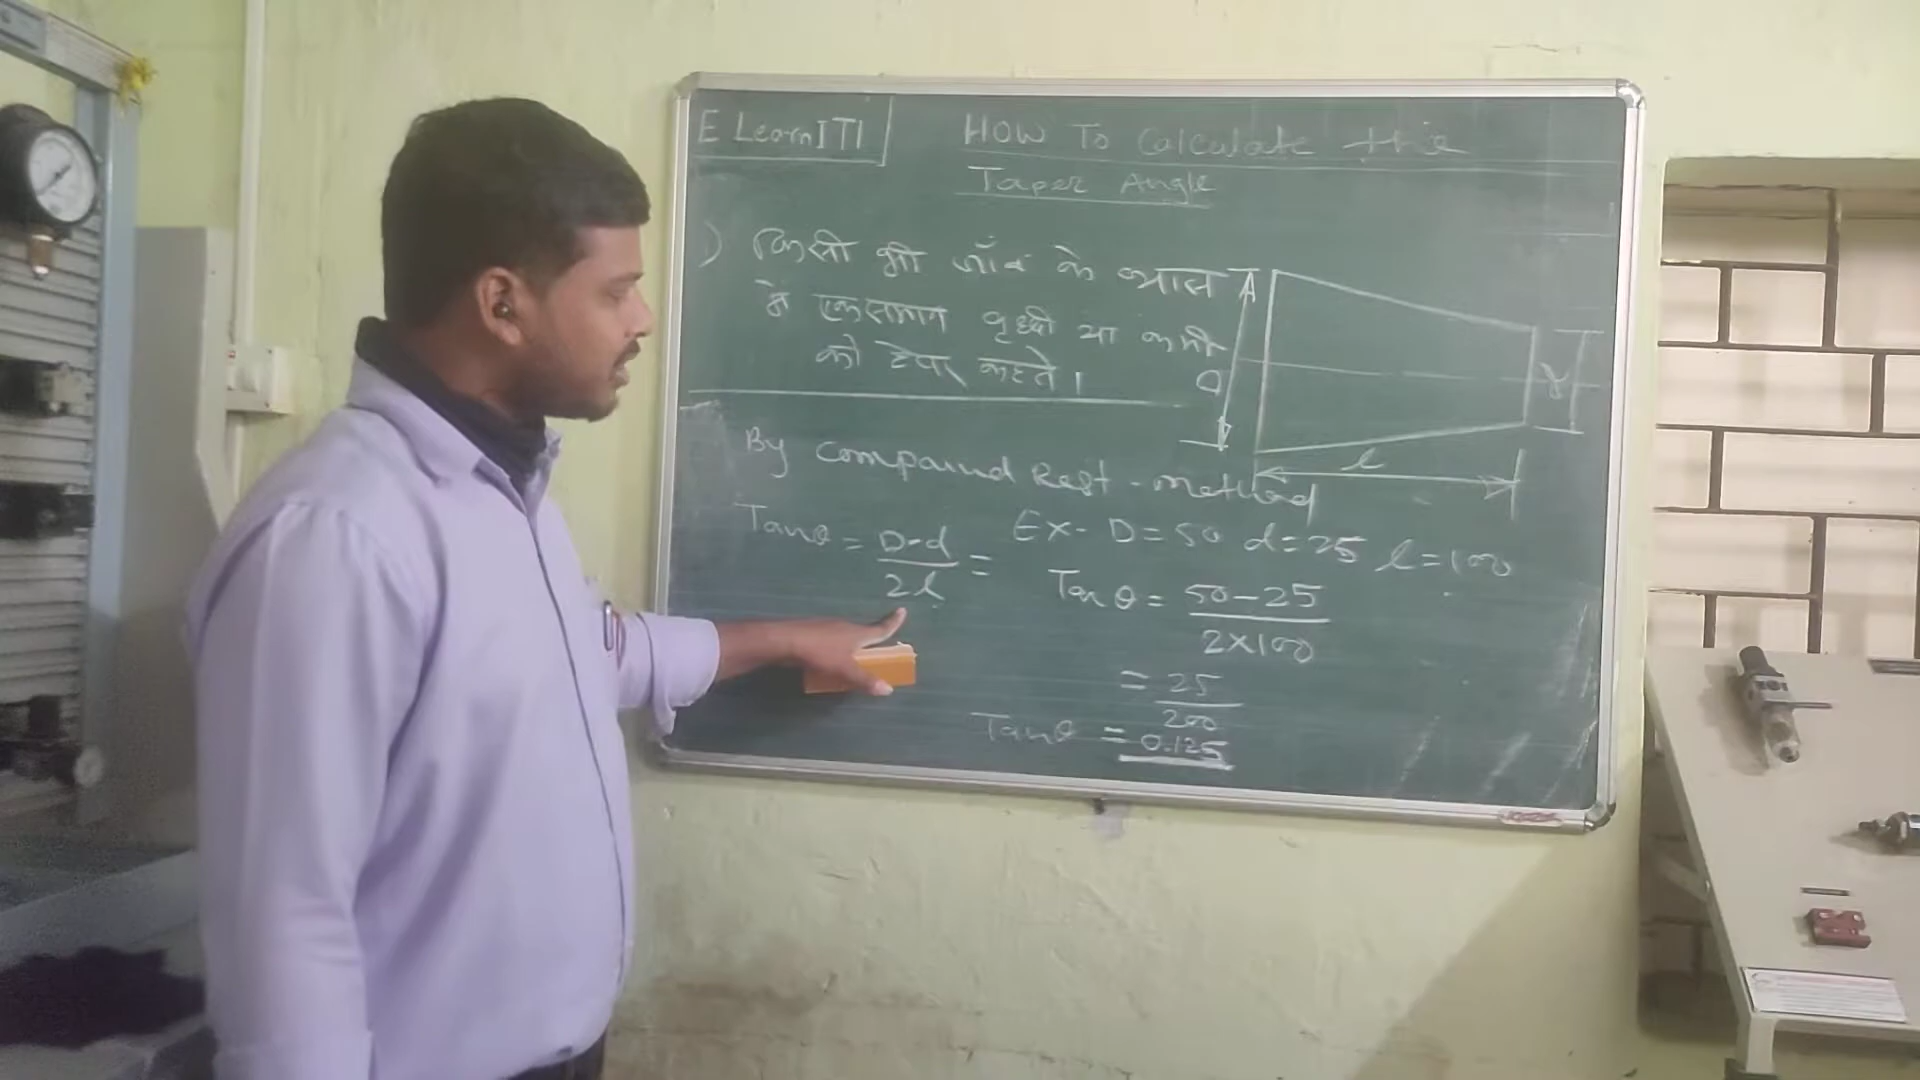 E LearnITI
HOW To Calculate the
Taper Angle
1) किसी भी जॉब के व्यास
में एकसमान वृध्दी या कमी
को टेपर कहते।
D
d
l
By Compound Rest-method
Tanθ = D-d / 2l =
Ex- D=50 d=25 l=100
Tanθ = 50-25 / 2x100
= 25 / 200
Tanθ = 0.125